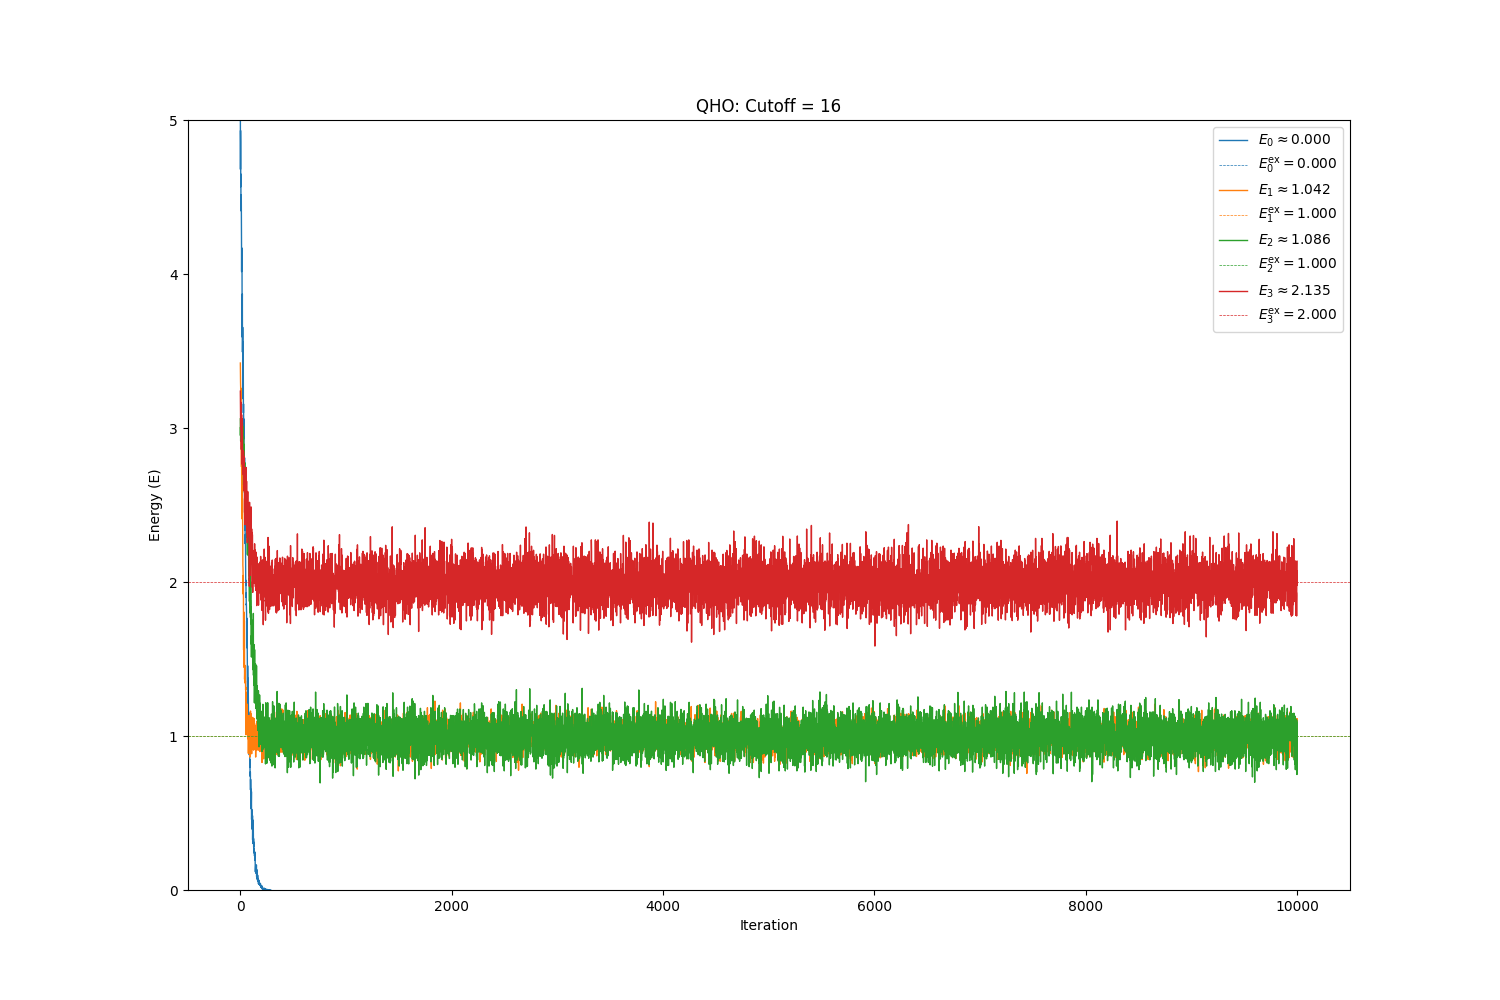 QHO: Cutoff = 16
5
4
3
2
1
0
Energy (E)
0 2000 4000 6000 8000 10000
Iteration
E₀ ≈ 0.000
E₀ᵉˣ = 0.000
E₁ ≈ 1.042
E₁ᵉˣ = 1.000
E₂ ≈ 1.086
E₂ᵉˣ = 1.000
E₃ ≈ 2.135
E₃ᵉˣ = 2.000